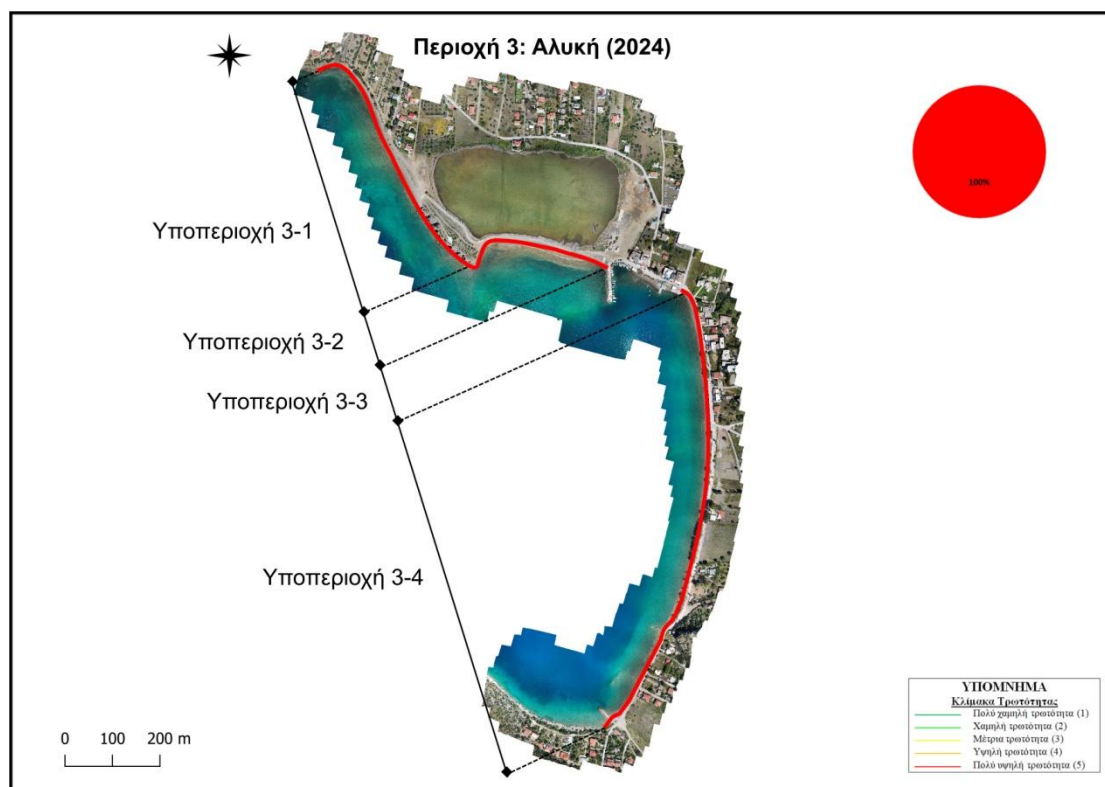 Περιοχή 3: Αλυκή (2024)
100%
Υποπεριοχή 3-1
Υποπεριοχή 3-2
Υποπεριοχή 3-3
Υποπεριοχή 3-4
0 100 200 m
ΥΠΟΜΝΗΜΑ
Κλίμακα Τρωτότητας
Πολύ χαμηλή τρωτότητα (1)
Χαμηλή τρωτότητα (2)
Μέτρια τρωτότητα (3)
Υψηλή τρωτότητα (4)
Πολύ υψηλή τρωτότητα (5)